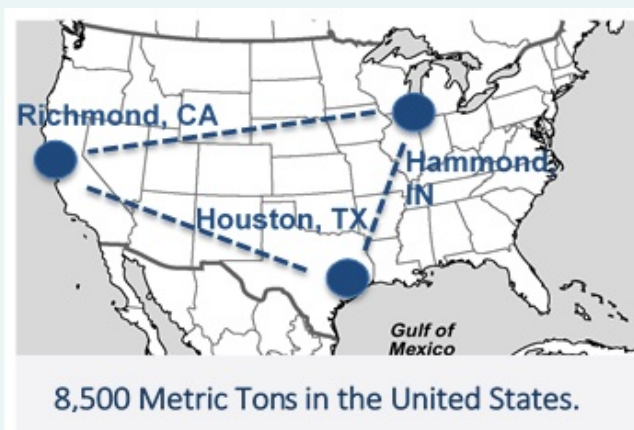 Richmond, CA
Hammond,
IN
Houston, TX
Gulf of
Mexico
8,500 Metric Tons in the United States.